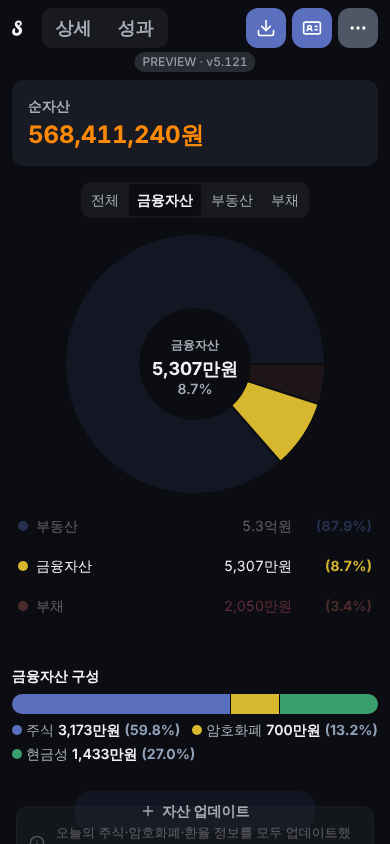 상세 성과
PREVIEW · v5.121
순자산
568,411,240원
전체 금융자산 부동산 부채
금융자산
5,307만원
8.7%
부동산 5.3억원 (87.9%)
금융자산 5,307만원 (8.7%)
부채 2,050만원 (3.4%)
금융자산 구성
주식 3,173만원 (59.8%) 암호화폐 700만원 (13.2%)
현금성 1,433만원 (27.0%)
+ 자산 업데이트
오늘의 주식·암호화폐·환율 정보를 모두 업데이트했